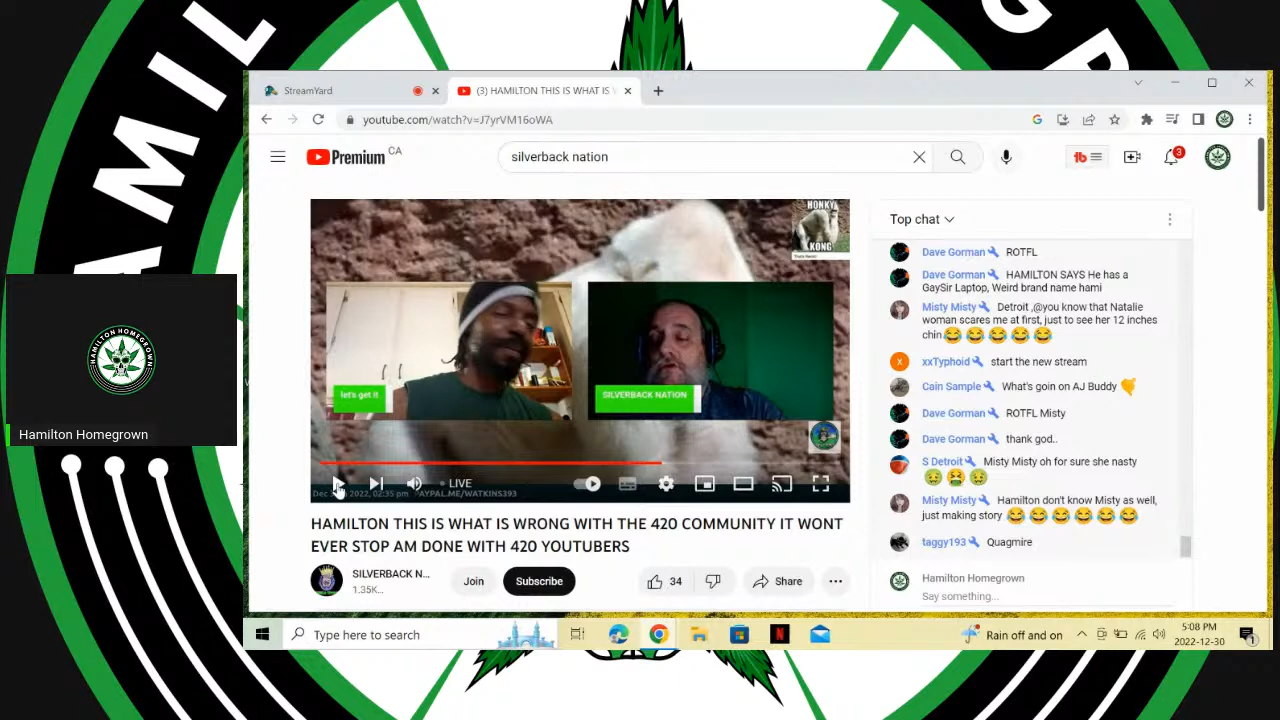 StreamYard
(3) HAMILTON THIS IS WHAT IS
youtube.com/watch?v=J7yrVM16oWA
Premium CA
silverback nation
3
HONKY
KONG
let's get it
SILVERBACK NATION
LIVE
2022, 02:35 pm PAYPAL.ME/WATKINS393
HAMILTON THIS IS WHAT IS WRONG WITH THE 420 COMMUNITY IT WONT
EVER STOP AM DONE WITH 420 YOUTUBERS
SILVERBACK N...
1.35K...
Join
Subscribe
34
Share
Top chat
Dave Gorman ROTFL
Dave Gorman HAMILTON SAYS He has a
GaySir Laptop, Weird brand name hami
Misty Misty Detroit ,@you know that Natalie
woman scares me at first, just to see her 12 inches
chin😂😂😂😂😂
xxTyphoid start the new stream
Cain Sample What's goin on AJ Buddy
Dave Gorman ROTFL Misty
Dave Gorman thank god..
S Detroit Misty Misty oh for sure she nasty
🤢🤮🤢
Misty Misty Hamilton don't know Misty as well,
just making story 😂😂😂😂😂😂
taggy193 Quagmire
Hamilton Homegrown
Say something...
Type here to search
Rain off and on
5:08 PM
2022-12-30
1
HAMILTON HOMEGROWN
Hamilton Homegrown